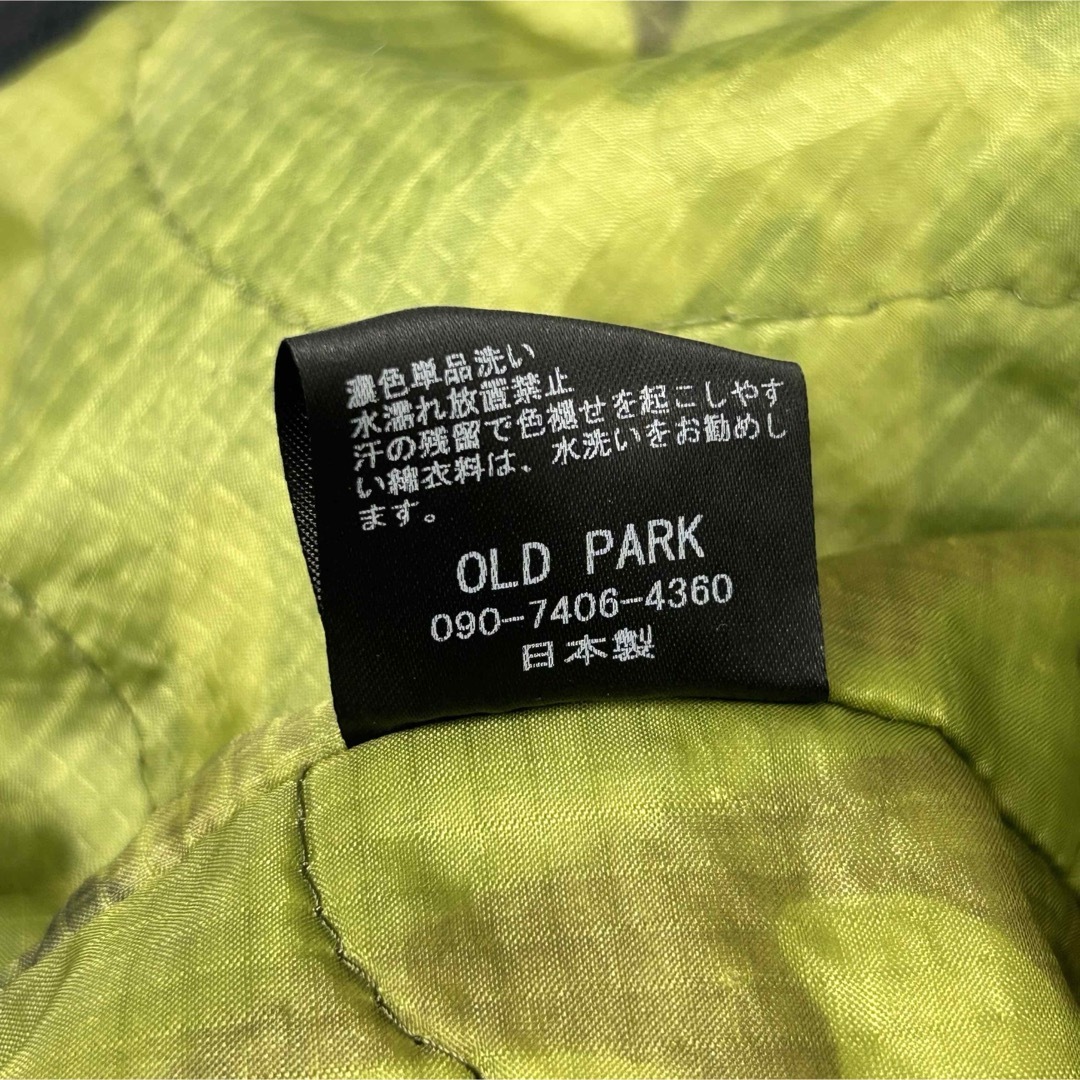 濃色単品洗い
水濡れ放置禁止
汗の残留で色褪せを起こしやす
い綿衣料は、水洗いをお勧めし
ます。
OLD PARK
090-7406-4360
日本製